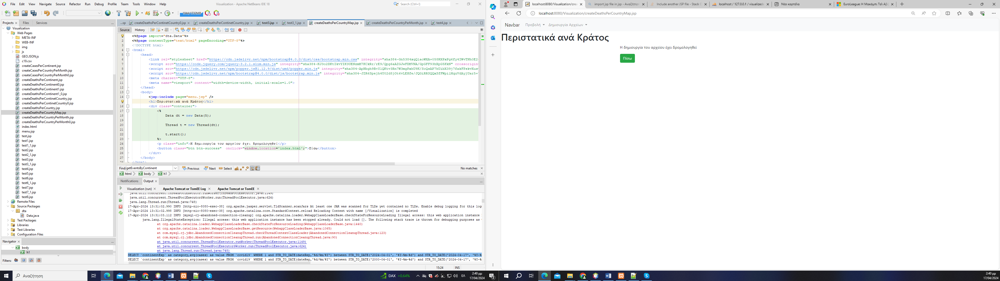 File Edit View Navigate Source Refactor Run Debug Profile Team Tools Window Help
Visualization - Apache NetBeans IDE 18
Search (Ctrl+I)
1044/1732MB
Projects
Files
Services
Visualization
Web Pages
META-INF
WEB-INF
img
js
GEOJSON.js
c19.csv
createCasesPerContinent.jsp
createCasesPerCountryPerMonth.jsp
createCasesPerCountryPerMonth0.jsp
createDeathsPerContinent.jsp
createDeathsPerContinent0.jsp
createDeathsPerContinent1.jsp
createDeathsPerContinent1_0.jsp
createDeathsPerContinetCountry.jsp
createDeathsPerContinetCountry0.jsp
createDeathsPerCountry.jsp
createDeathsPerCountryMap.jsp
createDeathsPerCountryPerMonth.jsp
createDeathsPerCountryPerMonth0.jsp
index.html
menu.jsp
test.jsp
test1.jsp
test1_1.jsp
test2.jsp
test2_1.jsp
test3.jsp
test3_1.jsp
test4.jsp
test5.jsp
test6.jsp
test6_1.jsp
test7.jsp
test7_1.jsp
test8.jsp
Remote Files
Source Packages
dta
Data.java
Test Packages
Libraries
Test Libraries
Configuration Files
Navigator
body
h1
Filters:
...sp createDeathsPerContinetCountry0.jsp createDeathsPerContinetCountry.jsp test3.jsp test3_1.jsp createDeathsPerCountryMap.jsp createDeathsPerCountryPerMonth.jsp test4.jsp
Source History
1 <%@page import="dta.Data"%>
2 <%@page contentType="text/html" pageEncoding="UTF-8"%>
3 <!DOCTYPE html>
4 <html>
5 <head>
6 <link rel="stylesheet" href="https://cdn.jsdelivr.net/npm/bootstrap@4.0.0/dist/css/bootstrap.min.css" integrity="sha384-Gn5384xqQ1aoWXA+058RXPxPg6fy4IWvTNh0E2
7 <script src="https://code.jquery.com/jquery-3.2.1.slim.min.js" integrity="sha384-KJ3o2DKtIkvYIK3UENzmM7KCkRr/rE9/Qpg6aAZGJwFDMVNA/GpGFF93hXpG5KkN" crossorigin
8 <script src="https://cdn.jsdelivr.net/npm/popper.js@1.12.9/dist/umd/popper.min.js" integrity="sha384-ApNbgh9B+Y1QKtv3Rn7W3mgPxhU9K/ScQsAP7hUibX39j7fakFPskvXus
9 <script src="https://cdn.jsdelivr.net/npm/bootstrap@4.0.0/dist/js/bootstrap.min.js" integrity="sha384-JZR6Spejh4U02d8jOt6vLEHfe/JQGiRRSQQxSfFWpi1MquVdAyjUar5+
10 <meta charset="UTF-8">
11 <meta name="viewport" content="width=device-width, initial-scale=1.0">
12 </head>
13 <body>
14 <jsp:include page="menu.jsp" />
<h1>Περιστατικά ανά Κράτος</h1>
16 <div class="container">
17 <%
18 Data dt = new Data(5);
19
20 Thread t = new Thread(dt);
21
22 t.start();
23 %>
24 <p class="info">Η δημιουργία του αρχείου έχει δρομολογηθεί</p>
25 <button class="btn btn-success" onclick="window.location='index.html';">Πίσω</button>
26 </div>
27 </body>
28 </html>
Find: getEventsByContinent Previous Next Select No matches
html body h1
Notifications Output
Visualization (run) Apache Tomcat or TomEE Log Apache Tomcat or TomEE
java.util.concurrent.ThreadPoolExecutor.runWorker(ThreadPoolExecutor.java:1149)
java.util.concurrent.ThreadPoolExecutor$Worker.run(ThreadPoolExecutor.java:624)
java.lang.Thread.run(Thread.java:748)
17-Apr-2024 13:31:02.990 INFO [http-nio-8080-exec-38] org.apache.jasper.servlet.TldScanner.scanJars At least one JAR was scanned for TLDs yet contained no TLDs. Enable debug logging for this log
17-Apr-2024 13:31:02.998 INFO [http-nio-8080-exec-38] org.apache.catalina.core.StandardContext.reload Reloading Context with name [/Visualization] is completed
17-Apr-2024 13:31:03.112 INFO [mysql-cj-abandoned-connection-cleanup] org.apache.catalina.loader.WebappClassLoaderBase.checkStateForResourceLoading Illegal access: this web application instance
java.lang.IllegalStateException: Illegal access: this web application instance has been stopped already. Could not load []. The following stack trace is thrown for debugging purposes as
at org.apache.catalina.loader.WebappClassLoaderBase.checkStateForResourceLoading(WebappClassLoaderBase.java:1440)
at org.apache.catalina.loader.WebappClassLoaderBase.getResource(WebappClassLoaderBase.java:1065)
at com.mysql.cj.jdbc.AbandonedConnectionCleanupThread.checkThreadContextClassLoader(AbandonedConnectionCleanupThread.java:123)
at com.mysql.cj.jdbc.AbandonedConnectionCleanupThread.run(AbandonedConnectionCleanupThread.java:90)
at java.util.concurrent.ThreadPoolExecutor.runWorker(ThreadPoolExecutor.java:1149)
at java.util.concurrent.ThreadPoolExecutor$Worker.run(ThreadPoolExecutor.java:624)
at java.lang.Thread.run(Thread.java:748)
SELECT `continentExp` as category,avg(cases) as value FROM `covid19` WHERE 1 and STR_TO_DATE(dateRep,'%d/%m/%Y') between STR_TO_DATE('2024-04-01', '%Y-%m-%d') and STR_TO_DATE('2024-04-17', '%Y-%
SELECT `continentExp` as category,avg(cases) as value FROM `covid19` WHERE 1 and STR_TO_DATE(dateRep,'%d/%m/%Y') between STR_TO_DATE('2000-04-01', '%Y-%m-%d') and STR_TO_DATE('2024-04-17', '%Y-%
15:24 INS
Αναζήτηση
DAX +0,64%
ΕΛ
2:40 μμ
17/04/2024
2
localhost:8080/Visualization/crea
import jsp file in jsp - Αναζήτησ
Include another JSP file - Stack O
localhost / 127.0.0.1 / visualizeda
Νέα καρτέλα
EuroLeague: Η Μακάμπι Τελ Αβί
localhost:8080/Visualization/createDeathsPerCountryMap.jsp
Navbar Προβολή Δημιουργία Αρχείων
Περιστατικά ανά Κράτος
Η δημιουργία του αρχείου έχει δρομολογηθεί
Πίσω
2:40 μμ
17/04/2024